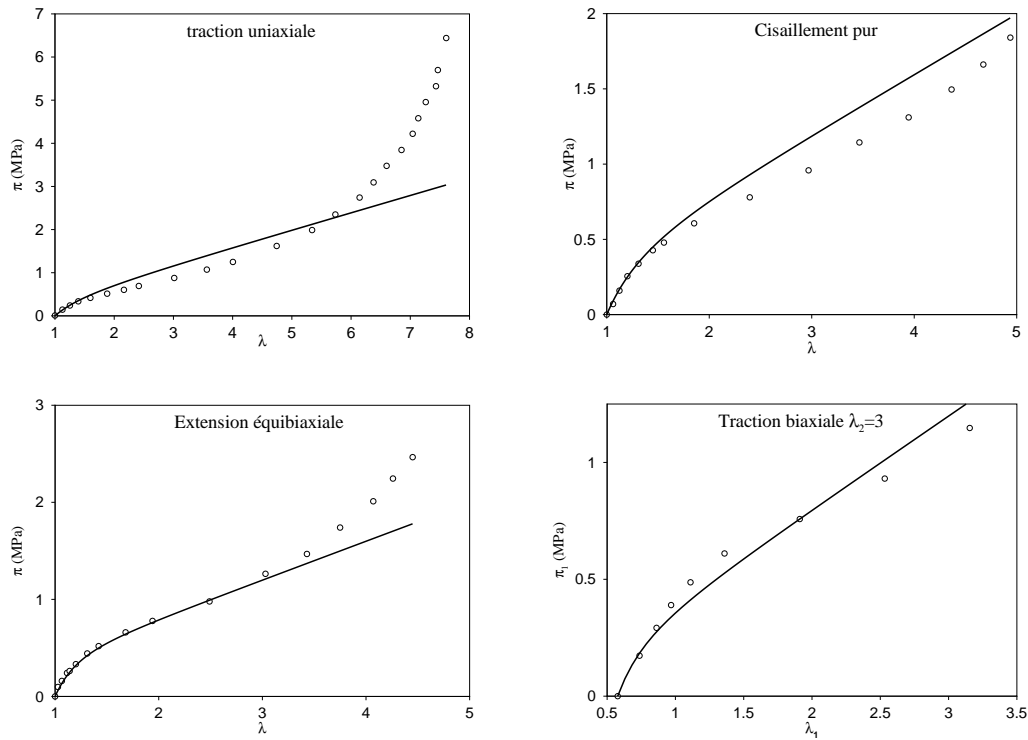 traction uniaxiale
7
6
5
4
3
2
1
0
π (MPa)
1 2 3 4 5 6 7 8
λ
Cisaillement pur
2
1.5
1
0.5
0
π (MPa)
1 2 3 4 5
λ
Extension équibiaxiale
3
2
1
0
π (MPa)
1 2 3 4 5
λ
Traction biaxiale λ₂=3
1
0.5
0
π₁ (MPa)
0.5 1 1.5 2 2.5 3 3.5
λ₁